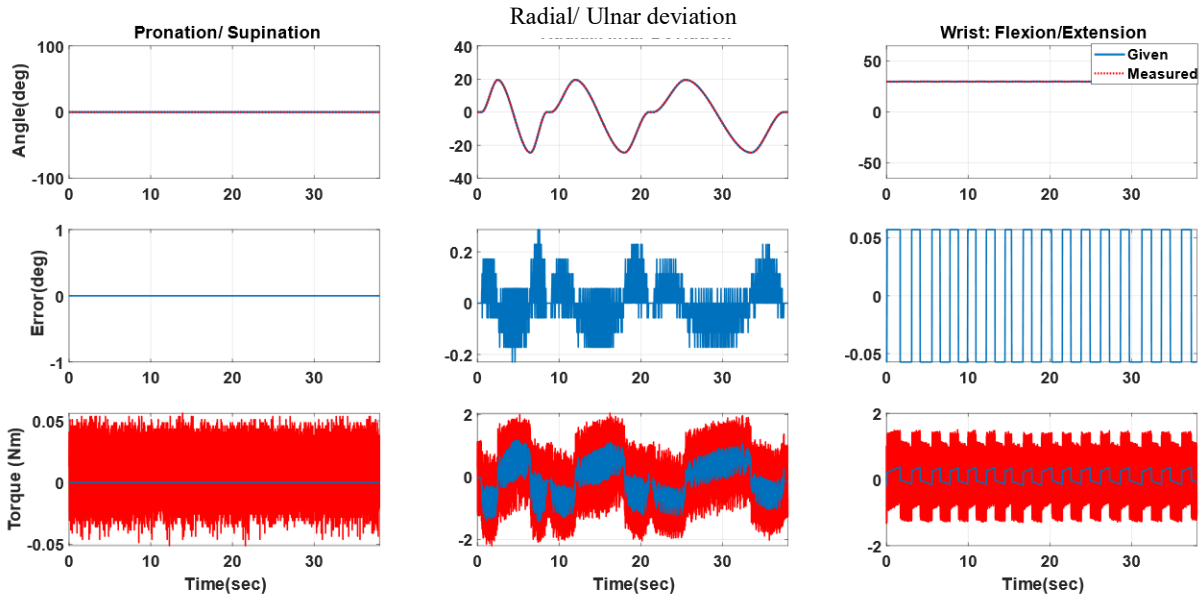 Radial/ Ulnar deviation
Pronation/ Supination
Wrist: Flexion/Extension
Given
Measured
Angle(deg)
100
0
-100
0 10 20 30
40
20
0
-20
-40
0 10 20 30
50
0
-50
0 10 20 30
Error(deg)
1
0
-1
0 10 20 30
0.2
0
-0.2
0 10 20 30
0.05
0
-0.05
0 10 20 30
Torque (Nm)
0.05
0
-0.05
0 10 20 30
Time(sec)
2
0
-2
0 10 20 30
Time(sec)
2
0
-2
0 10 20 30
Time(sec)